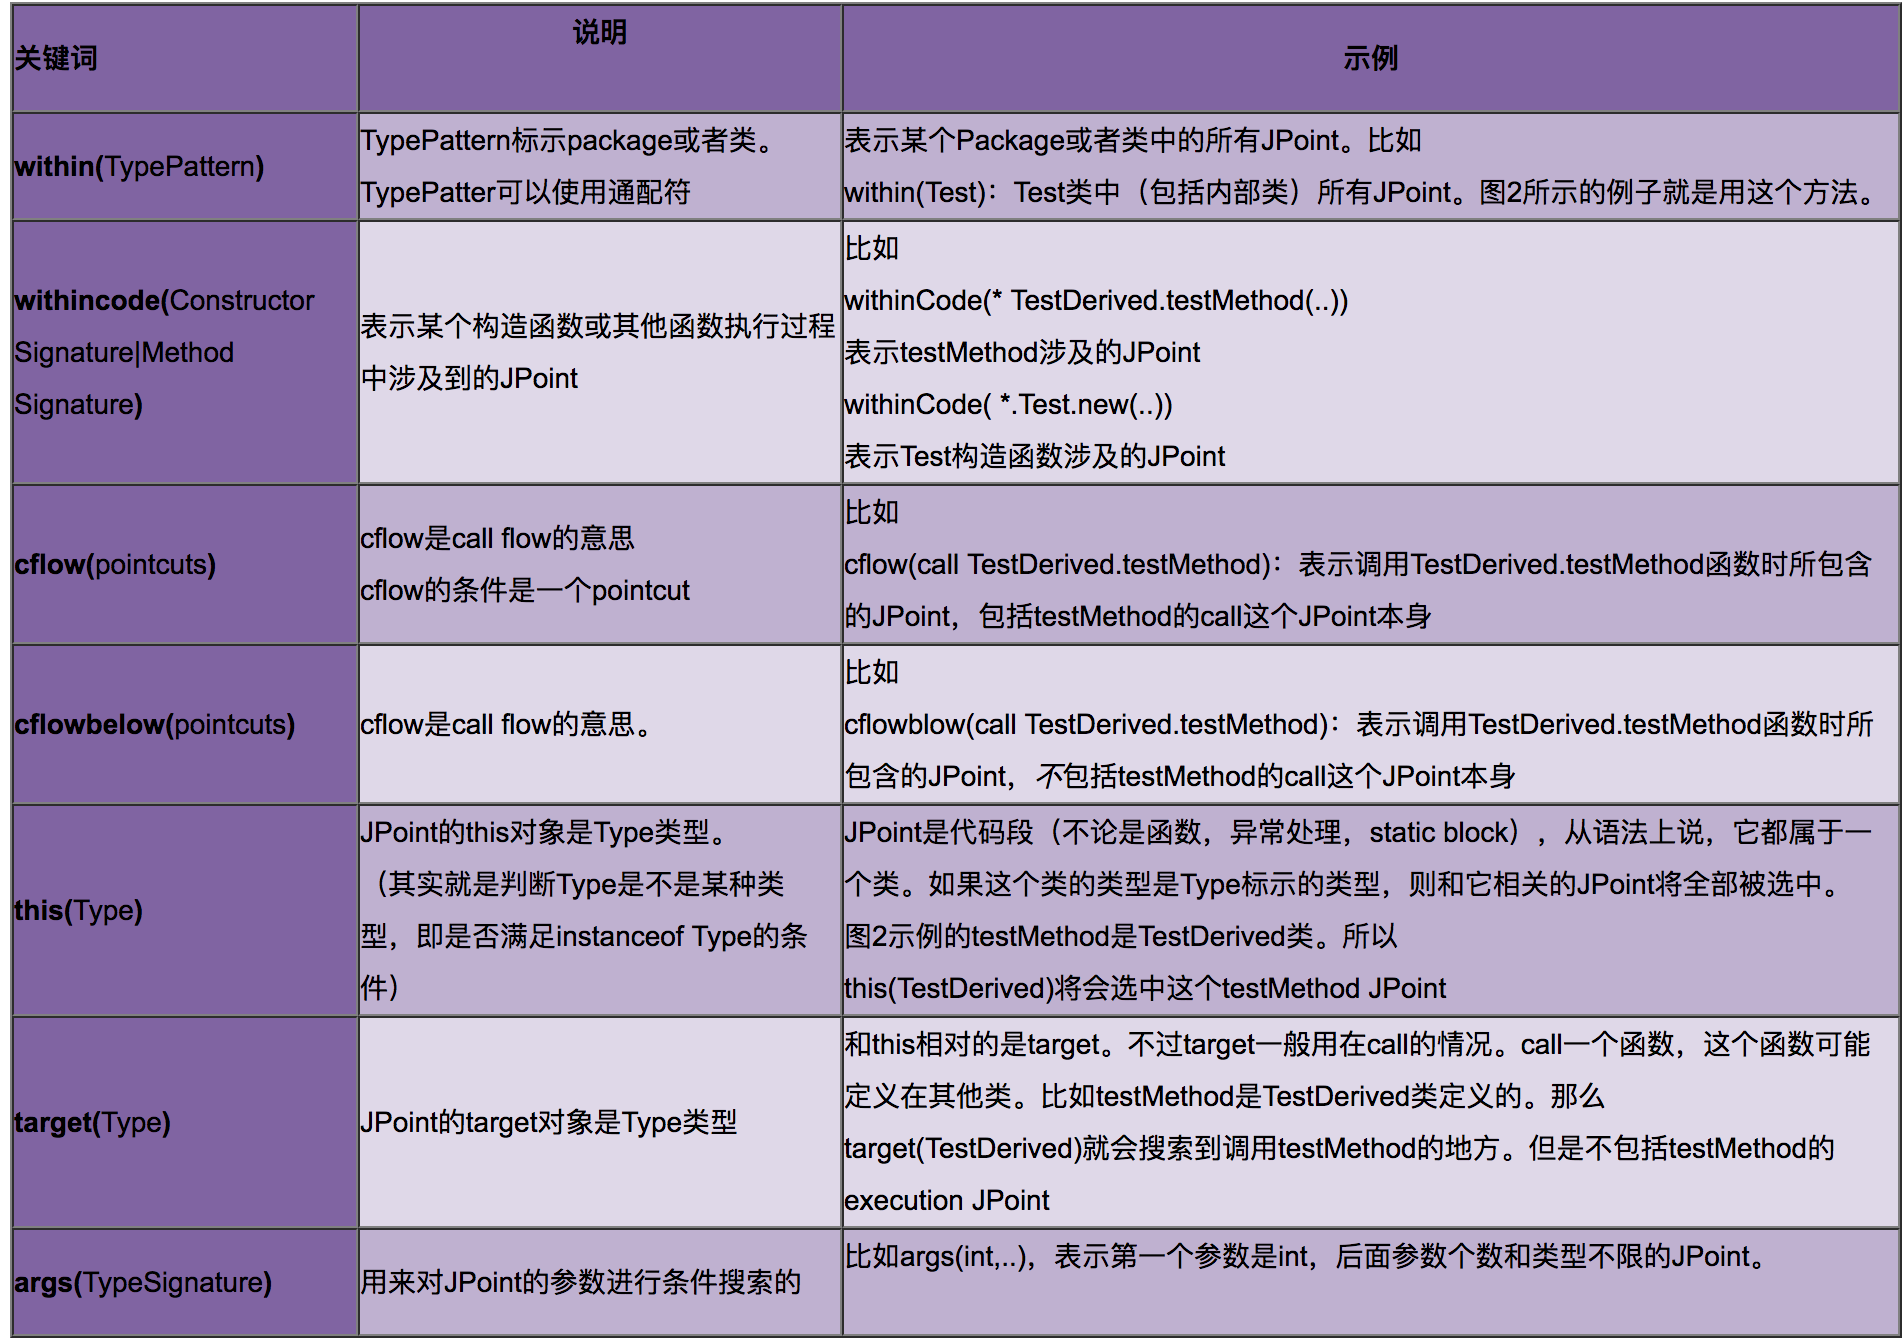 关键词
说明
示例
within(TypePattern)
TypePattern标示package或者类。
TypePatter可以使用通配符
表示某个Package或者类中的所有JPoint。比如
within(Test)：Test类中（包括内部类）所有JPoint。图2所示的例子就是用这个方法。
withincode(Constructor
Signature|Method
Signature)
表示某个构造函数或其他函数执行过程
中涉及到的JPoint
比如
withinCode(* TestDerived.testMethod(..))
表示testMethod涉及的JPoint
withinCode( *.Test.new(..))
表示Test构造函数涉及的JPoint
cflow(pointcuts)
cflow是call flow的意思
cflow的条件是一个pointcut
比如
cflow(call TestDerived.testMethod)：表示调用TestDerived.testMethod函数时所包含
的JPoint，包括testMethod的call这个JPoint本身
cflowbelow(pointcuts)
cflow是call flow的意思。
比如
cflowblow(call TestDerived.testMethod)：表示调用TestDerived.testMethod函数时所
包含的JPoint，不包括testMethod的call这个JPoint本身
this(Type)
JPoint的this对象是Type类型。
（其实就是判断Type是不是某种类
型，即是否满足instanceof Type的条
件）
JPoint是代码段（不论是函数，异常处理，static block），从语法上说，它都属于一
个类。如果这个类的类型是Type标示的类型，则和它相关的JPoint将全部被选中。
图2示例的testMethod是TestDerived类。所以
this(TestDerived)将会选中这个testMethod JPoint
target(Type)
JPoint的target对象是Type类型
和this相对的是target。不过target一般用在call的情况。call一个函数，这个函数可能
定义在其他类。比如testMethod是TestDerived类定义的。那么
target(TestDerived)就会搜索到调用testMethod的地方。但是不包括testMethod的
execution JPoint
args(TypeSignature)
用来对JPoint的参数进行条件搜索的
比如args(int,..)，表示第一个参数是int，后面参数个数和类型不限的JPoint。